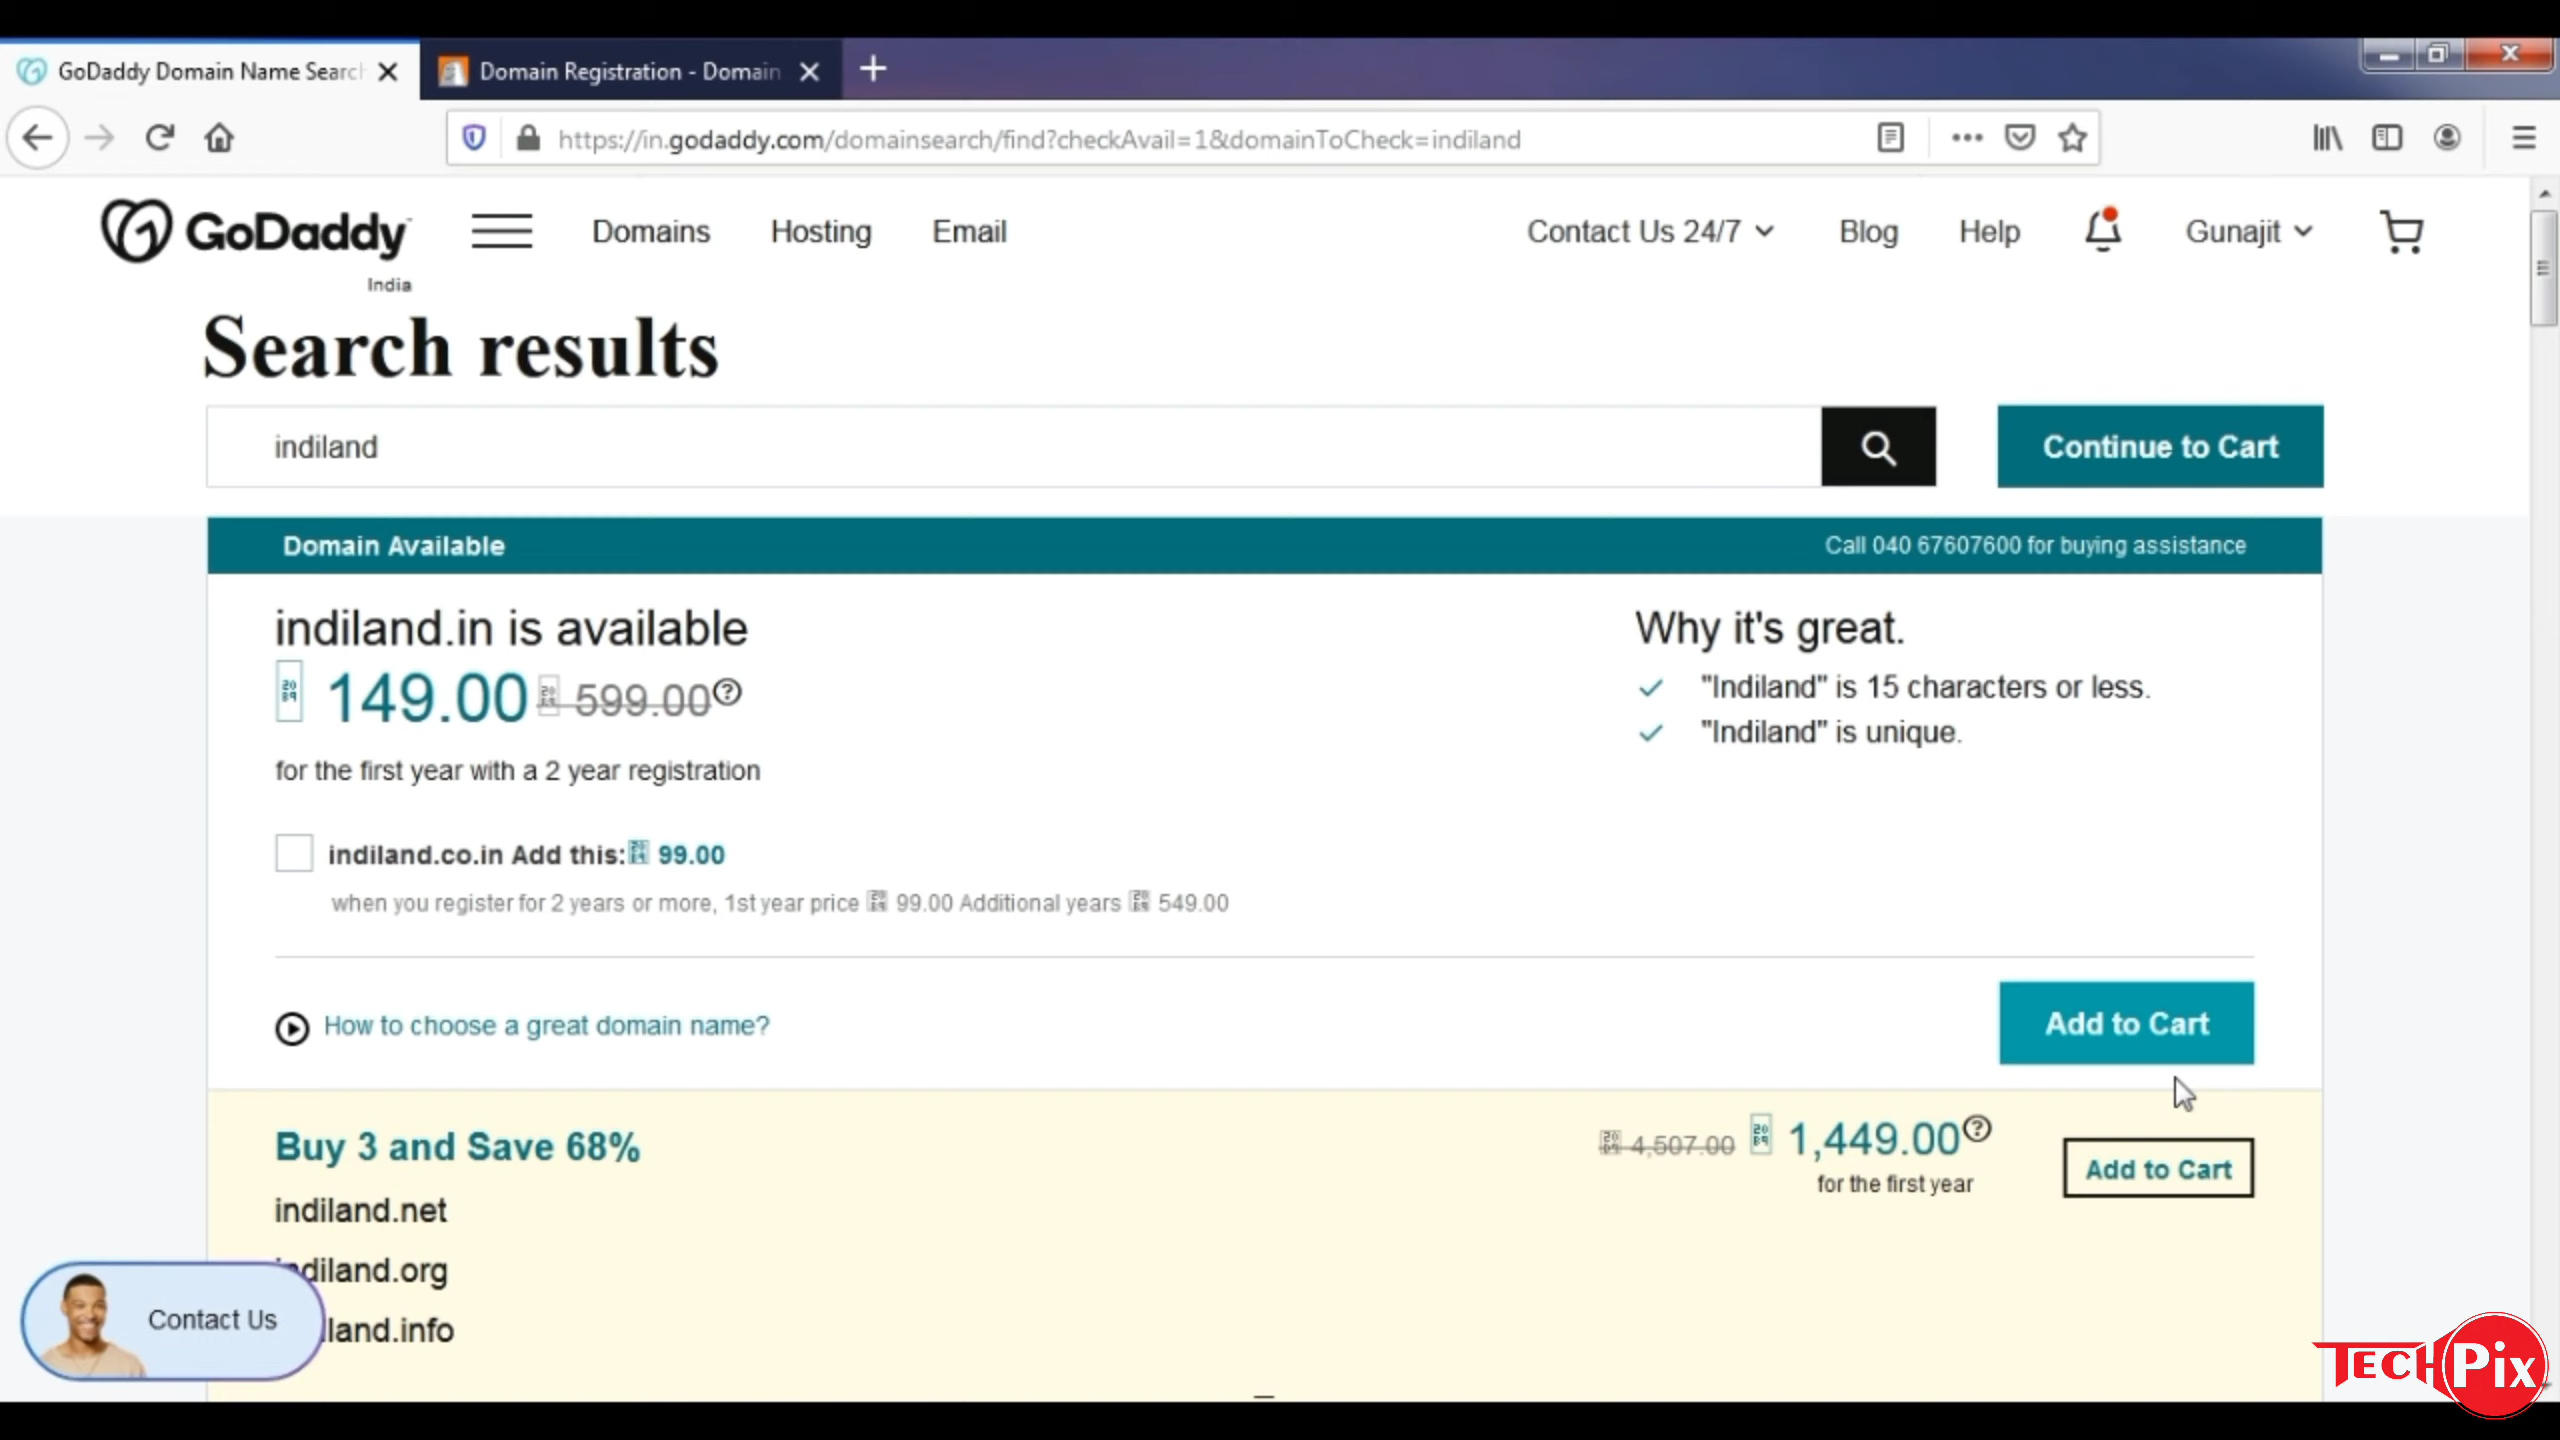 GoDaddy Domain Name Search
Domain Registration - Domain
https://in.godaddy.com/domainsearch/find?checkAvail=1&domainToCheck=indiland
GoDaddy
India
Domains
Hosting
Email
Contact Us 24/7
Blog
Help
Gunajit
Search results
indiland
Continue to Cart
Domain Available
Call 040 67607600 for buying assistance
indiland.in is available
149.00 599.00
for the first year with a 2 year registration
Why it's great.
"Indiland" is 15 characters or less.
"Indiland" is unique.
indiland.co.in Add this: 99.00
when you register for 2 years or more, 1st year price 99.00 Additional years 549.00
How to choose a great domain name?
Add to Cart
Buy 3 and Save 68%
4,507.00 1,449.00
for the first year
Add to Cart
indiland.net
diland.org
land.info
Contact Us
TECHPix